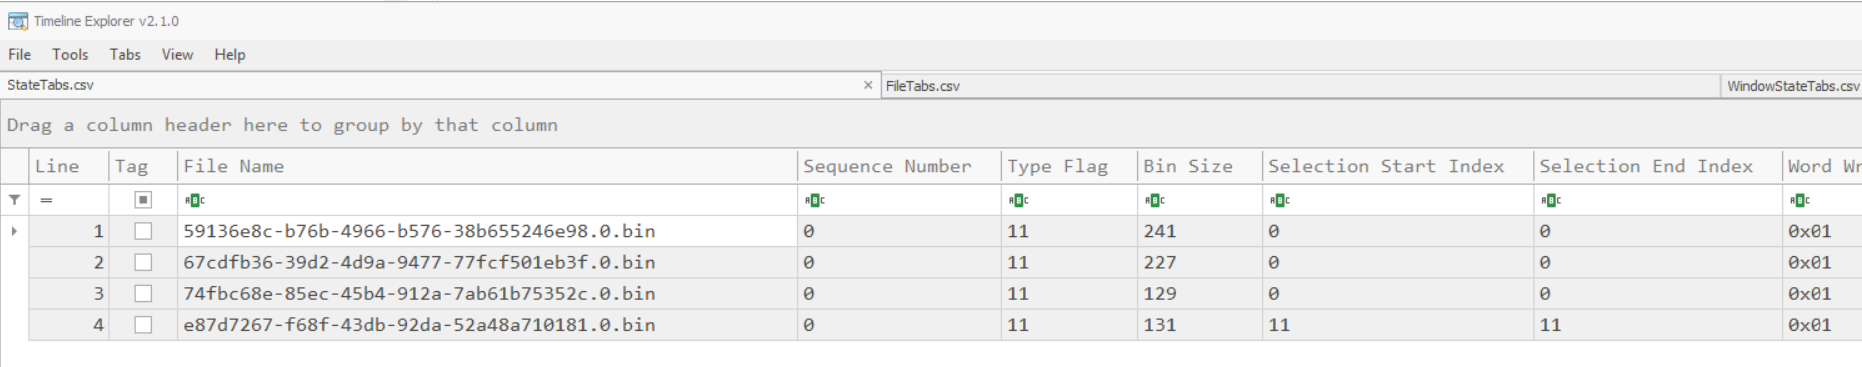 Timeline Explorer v2.1.0
File Tools Tabs View Help
StateTabs.csv × FileTabs.csv WindowStateTabs.csv
Drag a column header here to group by that column
Line Tag File Name Sequence Number Type Flag Bin Size Selection Start Index Selection End Index Word Wr
= ABC ABC ABC ABC ABC ABC ABC
1 59136e8c-b76b-4966-b576-38b655246e98.0.bin 0 11 241 0 0 0x01
2 67cdfb36-39d2-4d9a-9477-77fcf501eb3f.0.bin 0 11 227 0 0 0x01
3 74fbc68e-85ec-45b4-912a-7ab61b75352c.0.bin 0 11 129 0 0 0x01
4 e87d7267-f68f-43db-92da-52a48a710181.0.bin 0 11 131 11 11 0x01